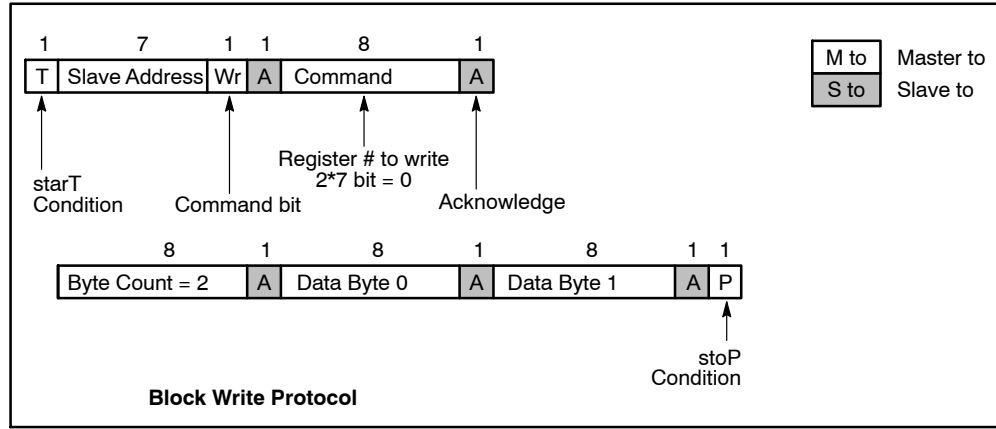 1 7 1 1 8 1
T Slave Address Wr A Command A
M to Master to
S to Slave to
Register # to write
2*7 bit = 0
starT
Condition
Command bit
Acknowledge
8 1 8 1 8 1 1
Byte Count = 2 A Data Byte 0 A Data Byte 1 A P
stoP
Condition
Block Write Protocol